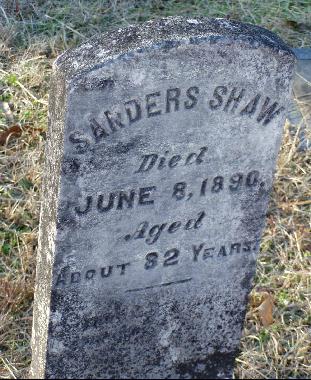 SANDERS SHAW
Died
JUNE 8, 1890.
Aged
ABOUT 82 YEARS.